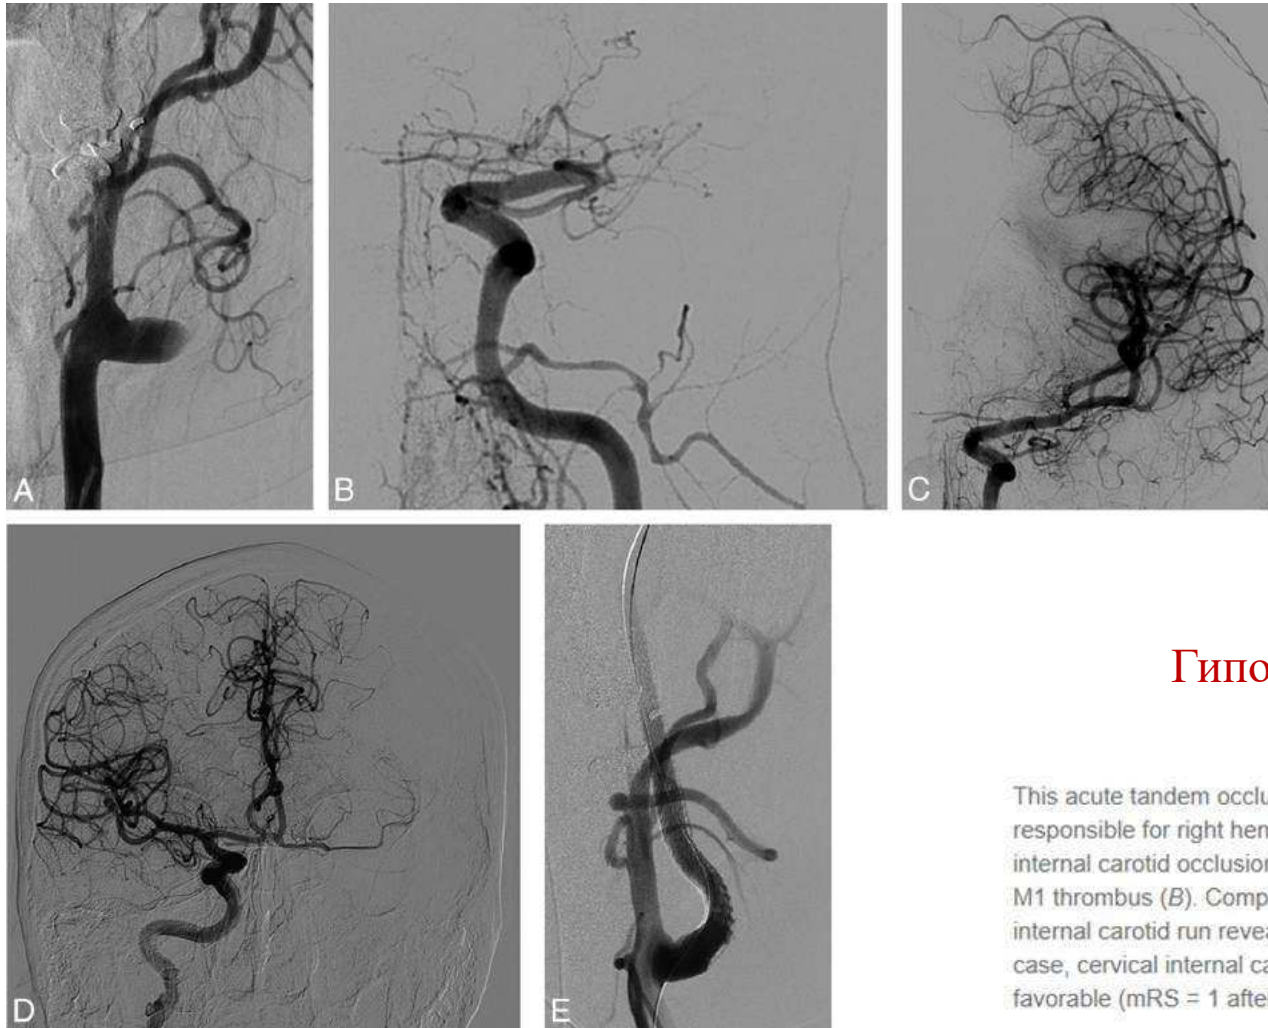 A
B
C
D
E
Гипо
This acute tandem occlu
responsible for right hen
internal carotid occlusion
M1 thrombus (B). Comp
internal carotid run revea
case, cervical internal ca
favorable (mRS = 1 afte